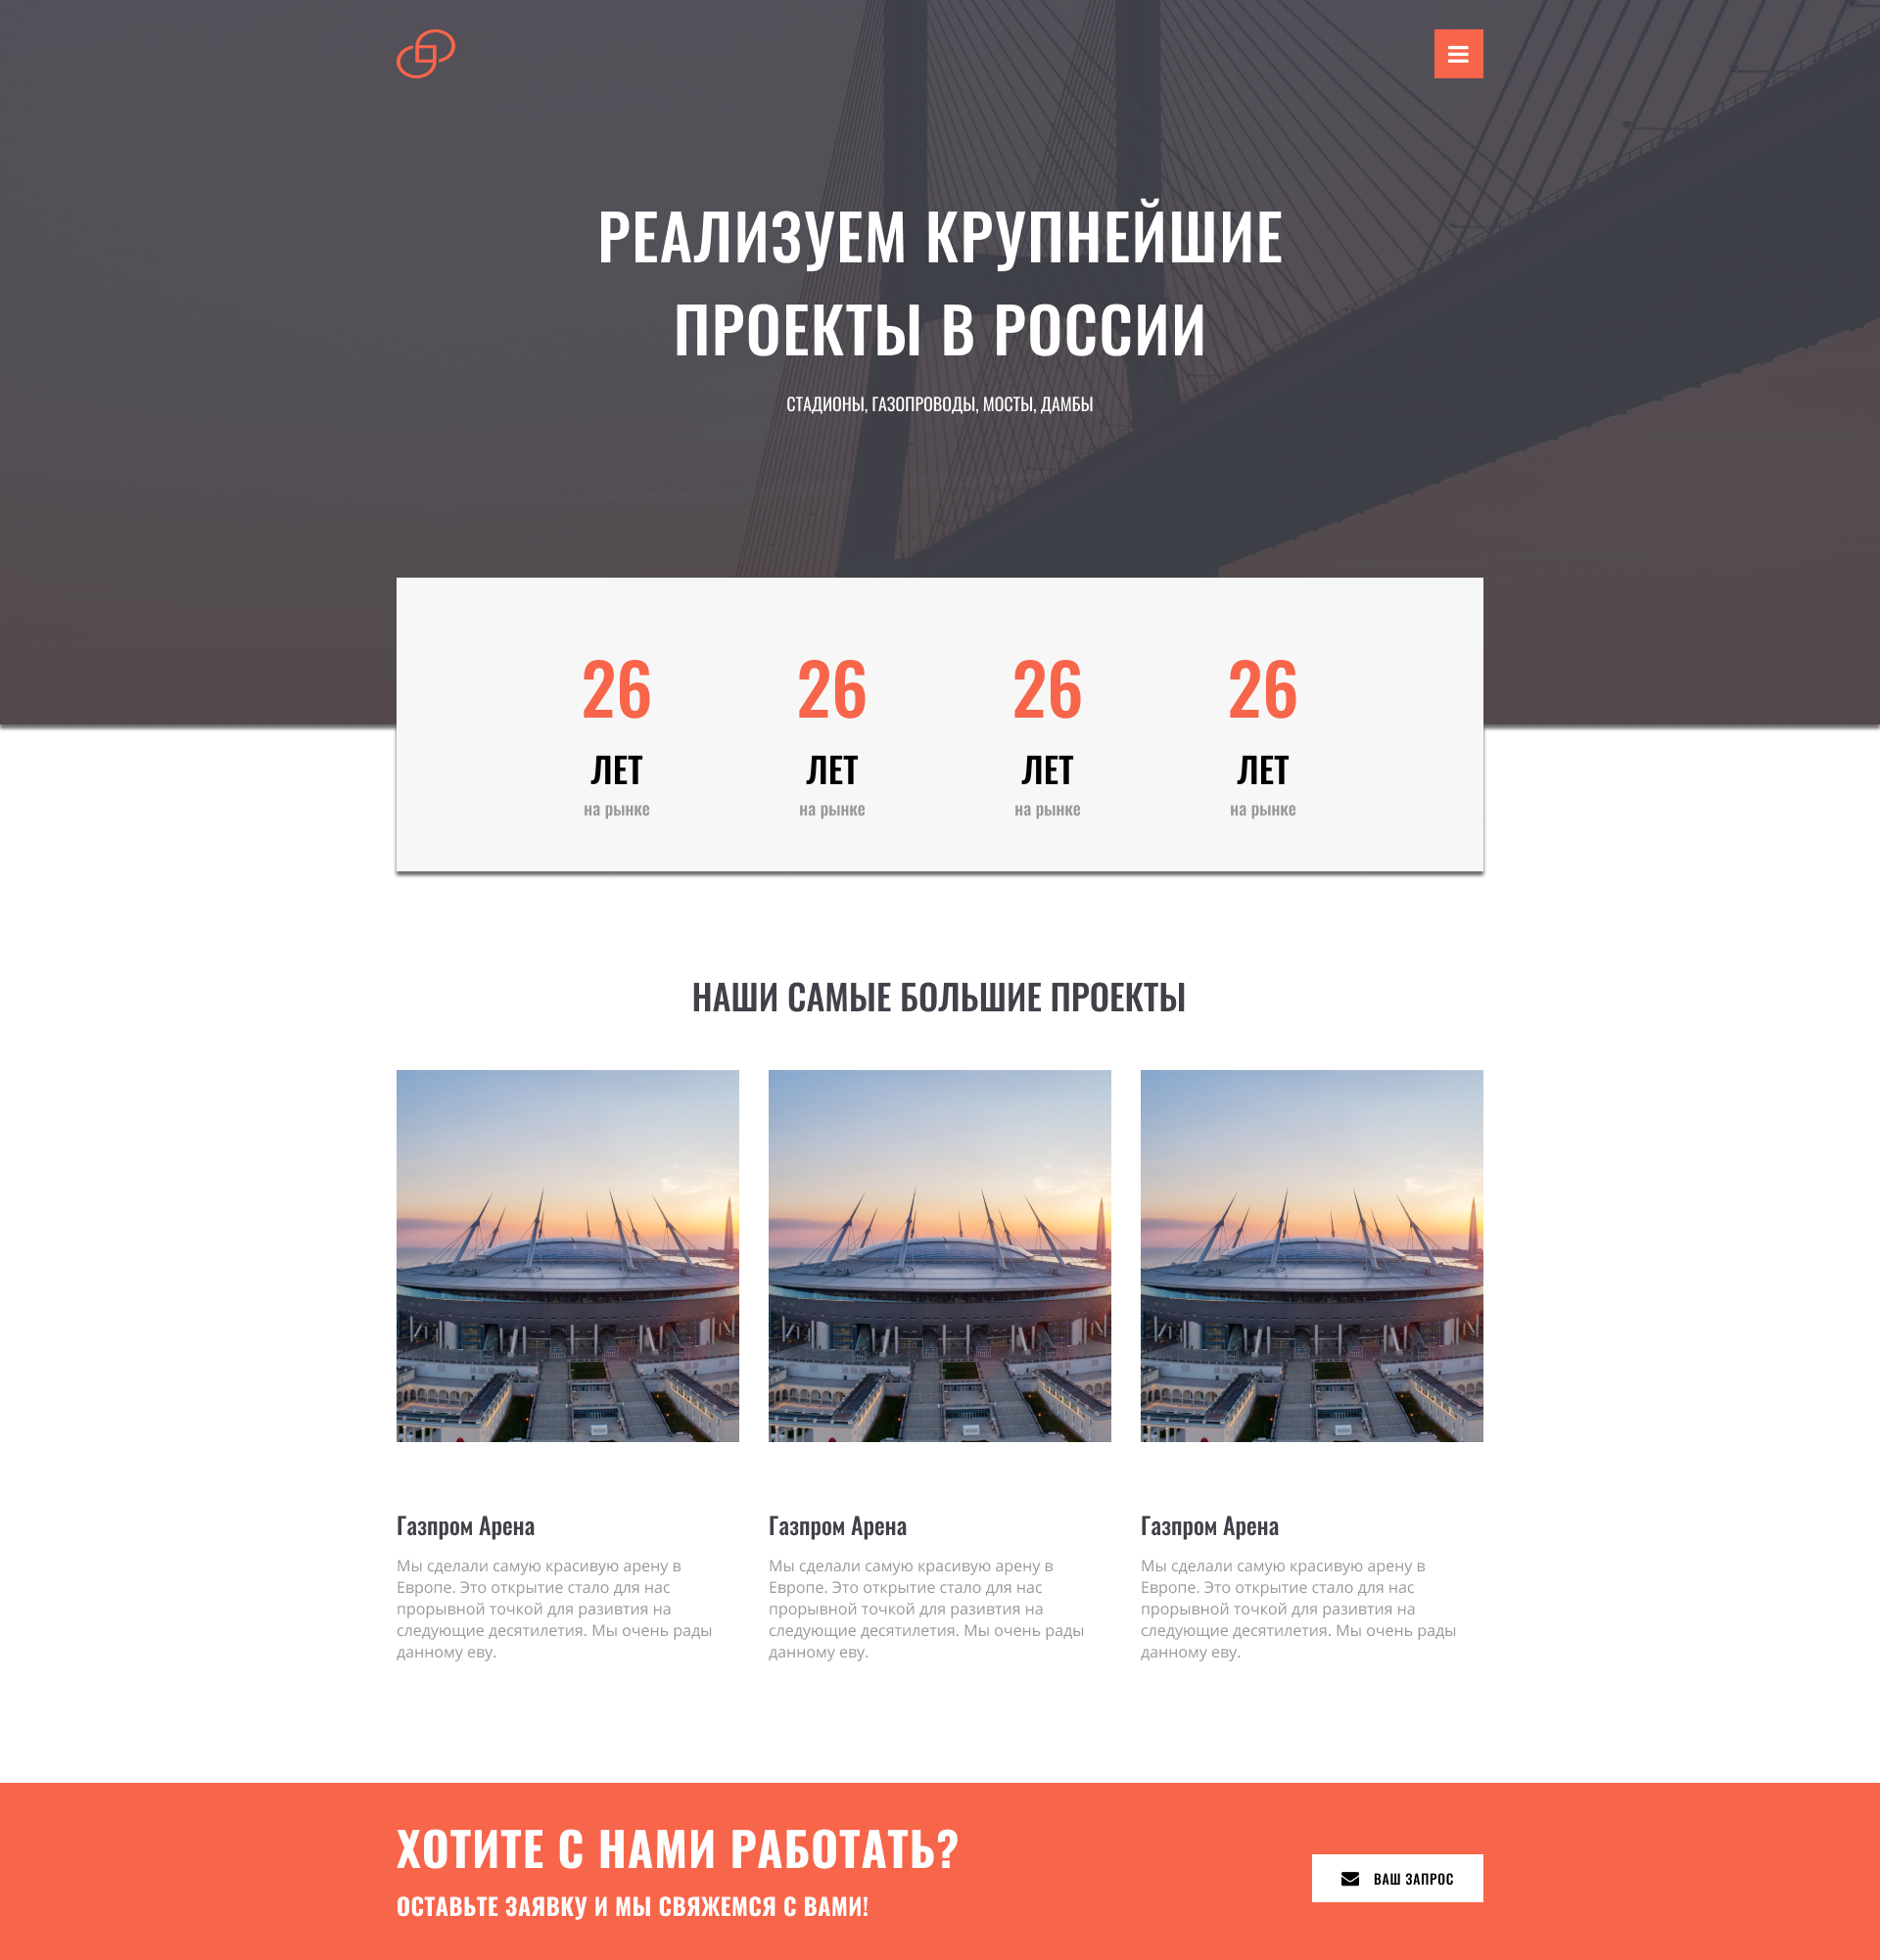 РЕАЛИЗУЕМ КРУПНЕЙШИЕ
ПРОЕКТЫ В РОССИИ
СТАДИОНЫ, ГАЗОПРОВОДЫ, МОСТЫ, ДАМБЫ
26 26 26 26
ЛЕТ ЛЕТ ЛЕТ ЛЕТ
на рынке на рынке на рынке на рынке
НАШИ САМЫЕ БОЛЬШИЕ ПРОЕКТЫ
Газпром Арена
Мы сделали самую красивую арену в
Европе. Это открытие стало для нас
прорывной точкой для разивтия на
следующие десятилетия. Мы очень рады
данному еву.
Газпром Арена
Мы сделали самую красивую арену в
Европе. Это открытие стало для нас
прорывной точкой для разивтия на
следующие десятилетия. Мы очень рады
данному еву.
Газпром Арена
Мы сделали самую красивую арену в
Европе. Это открытие стало для нас
прорывной точкой для разивтия на
следующие десятилетия. Мы очень рады
данному еву.
ХОТИТЕ С НАМИ РАБОТАТЬ?
ОСТАВЬТЕ ЗАЯВКУ И МЫ СВЯЖЕМСЯ С ВАМИ!
ВАШ ЗАПРОС